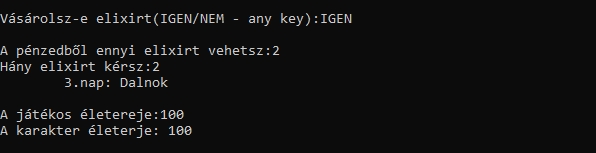 Vásárolsz-e elixirt(IGEN/NEM - any key):IGEN
A pénzedből ennyi elixirt vehetsz:2
Hány elixirt kérsz:2
3.nap: Dalnok
A játékos életereje:100
A karakter életerje: 100